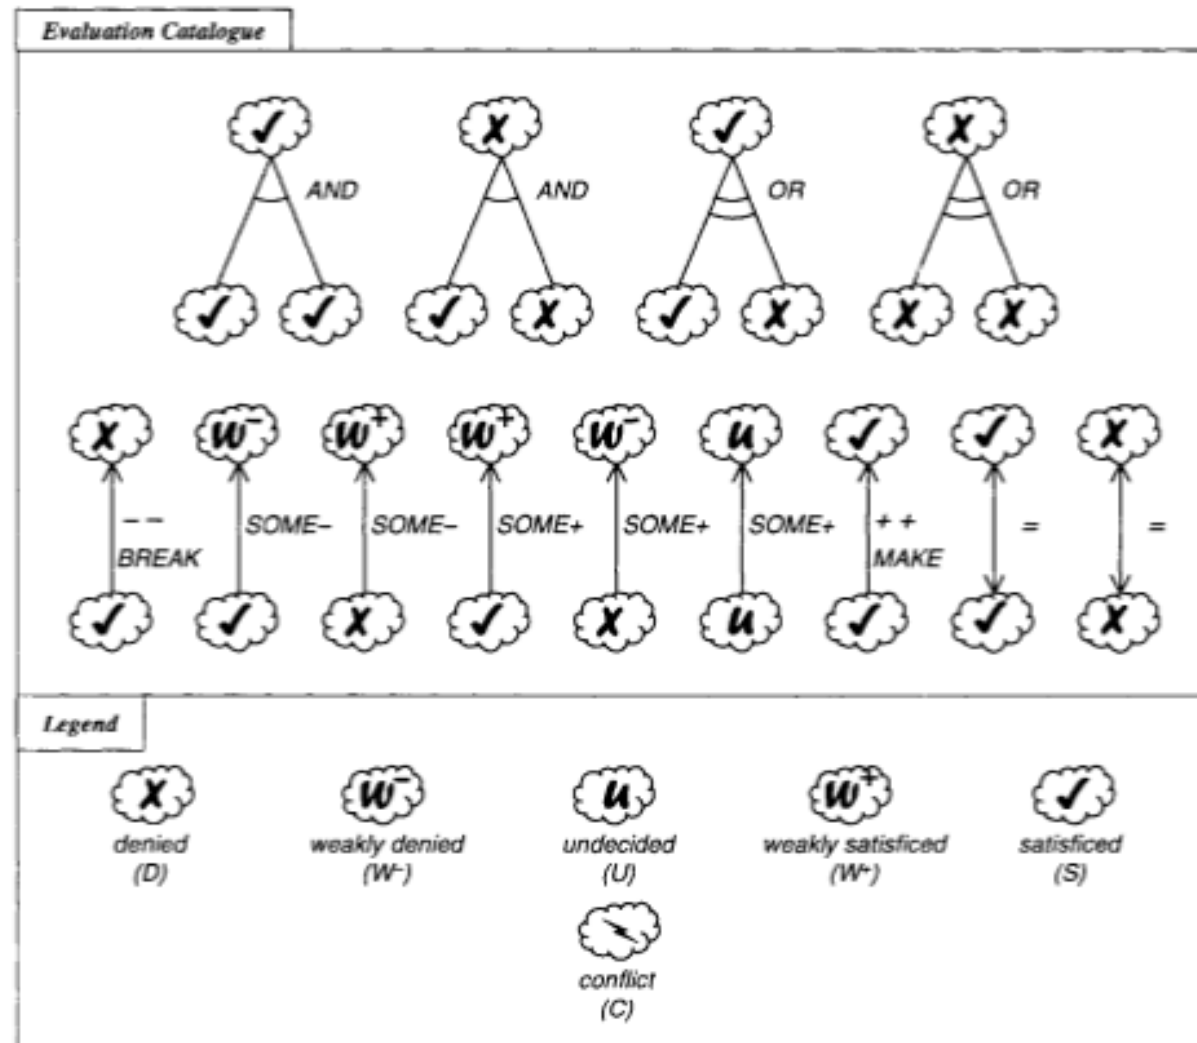 Evaluation Catalogue
✓ X ✓ X
AND AND OR OR
✓ ✓ ✓ X ✓ X X X
X W⁻ W⁺ W⁺ W⁻ u ✓ ✓ X
-- SOME– SOME– SOME+ SOME+ SOME+ ++ = =
BREAK MAKE
✓ ✓ X ✓ X u ✓ ✓ X
Legend
X W⁻ u W⁺ ✓
denied weakly denied undecided weakly satisficed satisficed
(D) (W⁻) (U) (W⁺) (S)
conflict
(C)